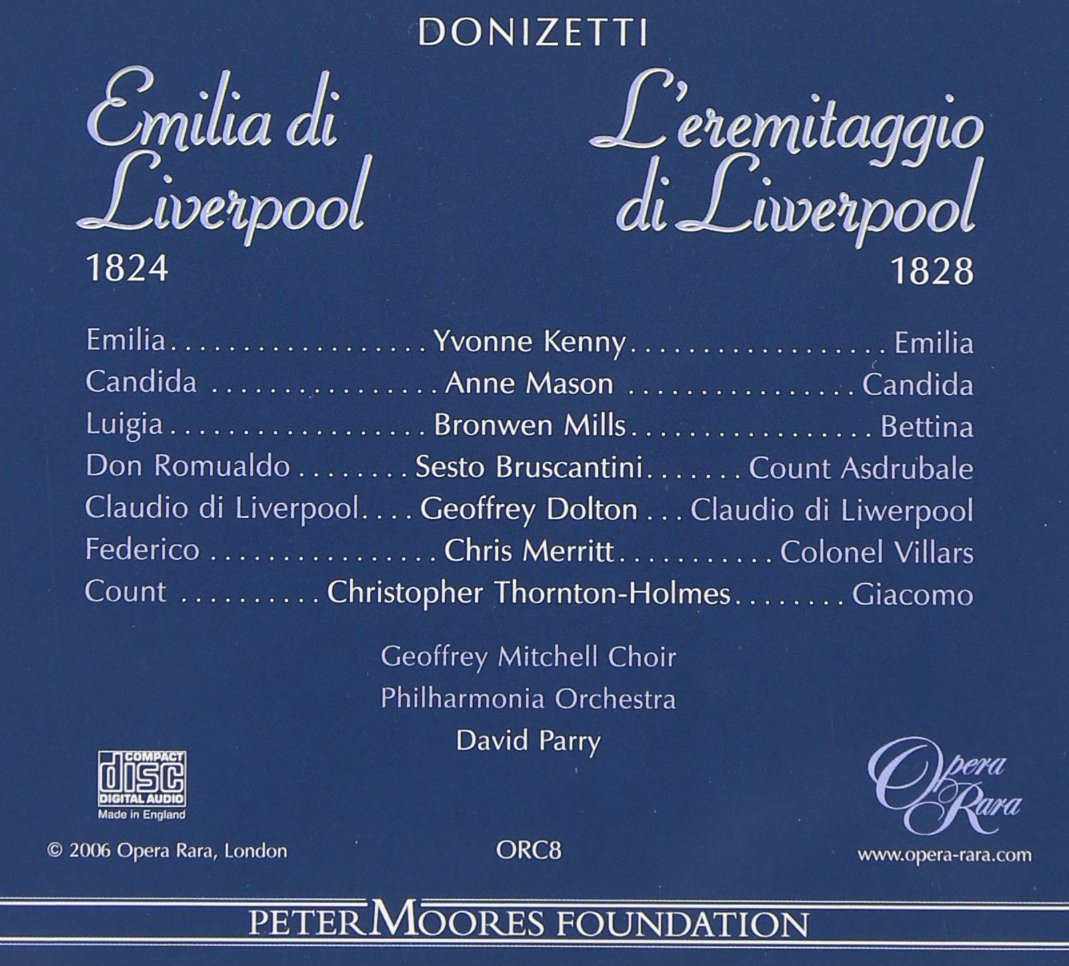 DONIZETTI
Emilia di
Liverpool
1824
L'eremitaggio
di Liwerpool
1828
Emilia.................. Yvonne Kenny.................. Emilia
Candida ................ Anne Mason ................ Candida
Luigia.................. Bronwen Mills................. Bettina
Don Romualdo ........ Sesto Bruscantini....... Count Asdrubale
Claudio di Liverpool.... Geoffrey Dolton ... Claudio di Liwerpool
Federico ................ Chris Merritt........... Colonel Villars
Count .......... Christopher Thornton-Holmes........ Giacomo
Geoffrey Mitchell Choir
Philharmonia Orchestra
David Parry
COMPACT
disc
DIGITAL AUDIO
Made in England
Opera
Rara
© 2006 Opera Rara, London
ORC8
www.opera-rara.com
PETER MOORES FOUNDATION